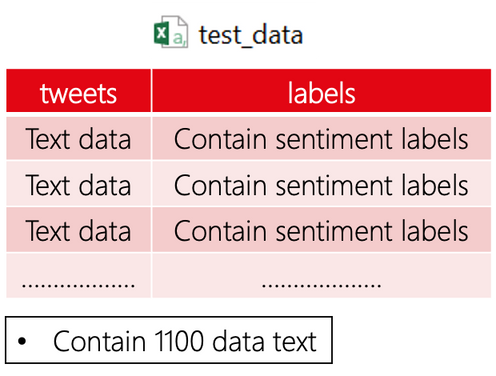 test_data
tweets labels
Text data Contain sentiment labels
Text data Contain sentiment labels
Text data Contain sentiment labels
.................. ...................
• Contain 1100 data text